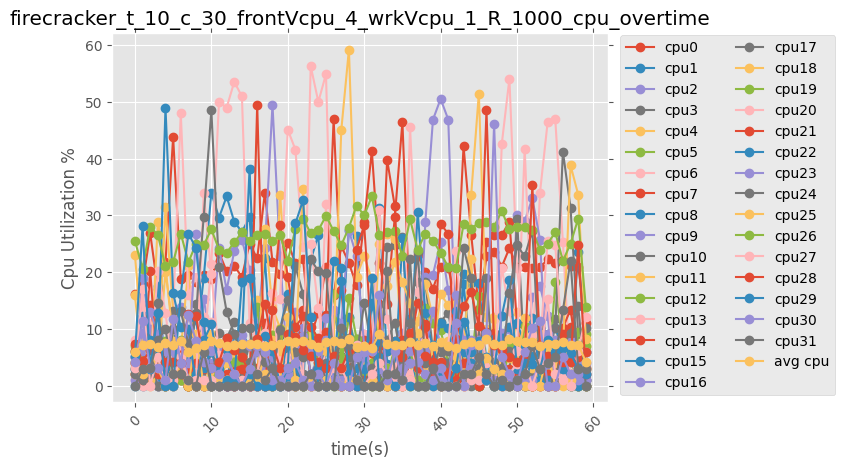 firecracker_t_10_c_30_frontVcpu_4_wrkVcpu_1_R_1000_cpu_overtime
Cpu Utilization %
60
50
40
30
20
10
0
0
10
20
30
40
50
60
time(s)
cpu0
cpu1
cpu2
cpu3
cpu4
cpu5
cpu6
cpu7
cpu8
cpu9
cpu10
cpu11
cpu12
cpu13
cpu14
cpu15
cpu16
cpu17
cpu18
cpu19
cpu20
cpu21
cpu22
cpu23
cpu24
cpu25
cpu26
cpu27
cpu28
cpu29
cpu30
cpu31
avg cpu